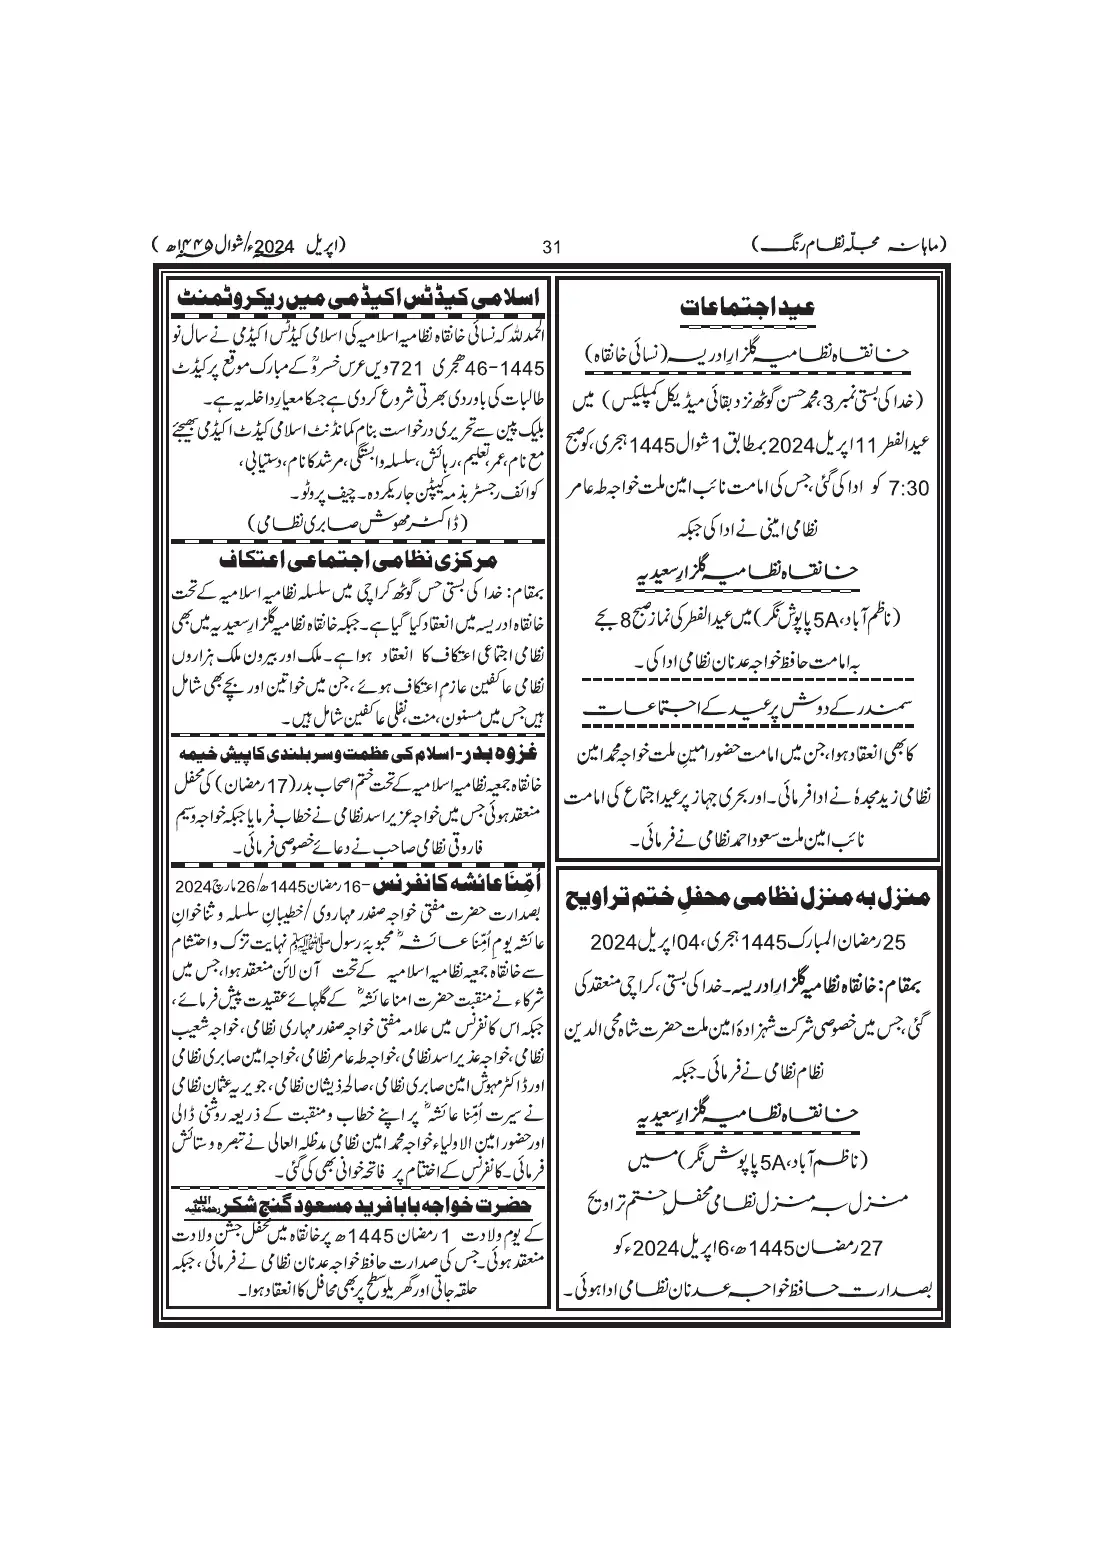 (ماہانہ مجلّہ نظام رنگ)
31
(اپریل 2024ء/شوال ۱۴۴۵ھ)
عید اجتماعات
خانقاہ نظامیہ گلزارِ ادریسہ (نسائی خانقاہ)
(خدا کی بستی نمبر 3، محمد حسن گوٹھ نزد بقائی میڈیکل کمپلیکس) میں
عید الفطر 11 اپریل 2024 بمطابق 1 شوال 1445 ہجری، کو صبح
7:30 کو ادا کی گئی، جس کی امامت نائب امین ملت خواجہ طہ عامر
نظامی امینی نے ادا کی جبکہ
خانقاہ نظامیہ گلزارِ سعیدیہ
(ناظم آباد، 5A پاپوش نگر) میں عید الفطر کی نماز صبح 8 بجے
بہ امامت حافظ خواجہ عدنان نظامی ادا کی۔
سمندر کے دوش پر عید کے اجتماعات
کا بھی انعقاد ہوا، جن میں امامت حضور امینِ ملت خواجہ محمد امین
نظامی زید مجدہٗ نے ادا فرمائی۔ اور بحری جہاز پر عید اجتماع کی امامت
نائب امین ملت سعود احمد نظامی نے فرمائی۔
منزل بہ منزل نظامی محفلِ ختم تراویح
25 رمضان المبارک 1445 ہجری، 04 اپریل 2024
بمقام: خانقاہ نظامیہ گلزارِ ادریسہ۔ خدا کی بستی، کراچی منعقد کی
گئی، جس میں خصوصی شرکت شہزادۂ امین ملت حضرت شاہ محی الدین
نظام نظامی نے فرمائی۔ جبکہ
خانقاہ نظامیہ گلزارِ سعیدیہ
(ناظم آباد، 5A پاپوش نگر) میں
منزل بہ منزل نظامی محفلِ ختم تراویح
27 رمضان 1445ھ، 6 اپریل 2024ء کو
بصدارت حافظ خواجہ عدنان نظامی ادا ہوئی۔
اسلامی کیڈٹس اکیڈمی میں ریکروٹمنٹ
الحمد للہ کہ نسائی خانقاہ نظامیہ اسلامیہ کی اسلامی کیڈٹس اکیڈمی نے سال نو
1445-46 ہجری 721 ویں عرس خسروؒ کے مبارک موقع پر کیڈٹ
طالبات کی باوردی بھرتی شروع کردی ہے جسکا معیارِ داخلہ یہ ہے۔
بلیک پین سے تحریری درخواست بنام کمانڈنٹ اسلامی کیڈٹ اکیڈمی بھیجئے
مع نام، عمر، تعلیم، رہائش، سلسلہ وابستگی، مرشد کا نام، دستیابی،
کوائف رجسٹر بذمہ کیپٹن جاریکردہ۔ چیف پروٹو۔
(ڈاکٹر مھوش صابری نظامی)
مرکزی نظامی اجتماعی اعتکاف
بمقام: خدا کی بستی حسن گوٹھ کراچی میں سلسلہ نظامیہ اسلامیہ کے تحت
خانقاہ ادریسہ میں انعقاد کیا گیا ہے۔ جبکہ خانقاہ نظامیہ گلزارِ سعیدیہ میں بھی
نظامی اجتماعی اعتکاف کا انعقاد ہوا ہے۔ ملک اور بیرون ملک ہزاروں
نظامی عاکفین عازمِ اعتکاف ہوئے، جن میں خواتین اور بچے بھی شامل
ہیں جس میں مسنون، منت، نفلی عاکفین شامل ہیں۔
غزوہ بدر- اسلام کی عظمت و سربلندی کا پیش خیمہ
خانقاہ جمعیہ نظامیہ اسلامیہ کے تحت ختم اصحاب بدر (17 رمضان) کی محفل
منعقد ہوئی جس میں خواجہ عزیر اسد نظامی نے خطاب فرمایا جبکہ خواجہ وسیم
فاروقی نظامی صاحب نے دعائے خصوصی فرمائی۔
اُمِّنَا عائشہ کانفرنس -16 رمضان 1445ھ/26 مارچ 2024
بصدارت حضرت مفتی خواجہ صفدر مہاروی/خطیبانِ سلسلہ و ثنا خوانِ
عائشہ یومِ اُمِّنا عائشہؓ محبوبۂ رسولﷺ نہایت تزک و احتشام
سے خانقاہ جمعیہ نظامیہ اسلامیہ کے تحت آن لائن منعقد ہوا، جس میں
شرکاء نے منقبت حضرت امنا عائشہؓ کے گلہائے عقیدت پیش فرمائے،
جبکہ اس کانفرنس میں علامہ مفتی خواجہ صفدر مہاری نظامی، خواجہ شعیب
نظامی، خواجہ عذیر اسد نظامی، خواجہ طہ عامر نظامی، خواجہ امین صابری نظامی
اور ڈاکٹر مہوش امین صابری نظامی، صالحہ ذیشان نظامی، جویریہ عثمان نظامی
نے سیرت اُمِّنا عائشہؓ پر اپنے خطاب و منقبت کے ذریعہ روشنی ڈالی
اور حضور امین الاولیاء خواجہ محمد امین نظامی مدظلہ العالی نے تبصرہ و ستائش
فرمائی۔ کانفرنس کے اختتام پر فاتحہ خوانی بھی کی گئی۔
حضرت خواجہ بابا فرید مسعود گنج شکر رحمۃ اللہ علیہ
کے یوم ولادت 1 رمضان 1445ھ پر خانقاہ میں محفل جشن ولادت
منعقد ہوئی۔ جس کی صدارت حافظ خواجہ عدنان نظامی نے فرمائی، جبکہ
حلقہ جاتی اور گھریلو سطح پر بھی محافل کا انعقاد ہوا۔